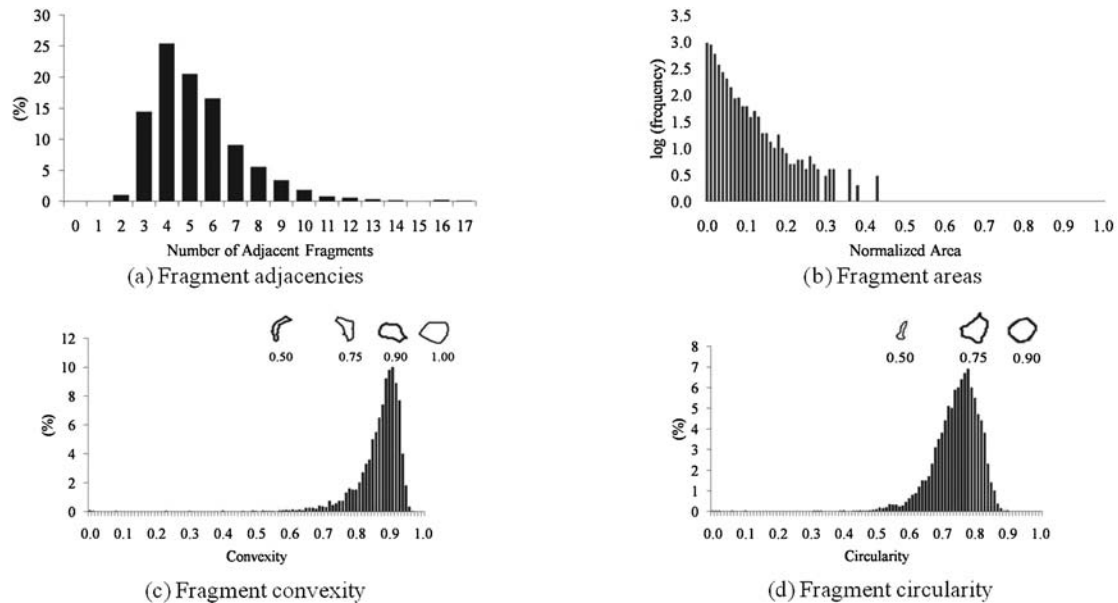 30
25
20
15
10
5
0
(%)
0 1 2 3 4 5 6 7 8 9 10 11 12 13 14 15 16 17
Number of Adjacent Fragments
(a) Fragment adjacencies
3.5
3.0
2.5
2.0
1.5
1.0
0.5
0.0
log (frequency)
0.0 0.1 0.2 0.3 0.4 0.5 0.6 0.7 0.8 0.9 1.0
Normalized Area
(b) Fragment areas
0.50 0.75 0.90 1.00
12
10
8
6
4
2
0
(%)
0.0 0.1 0.2 0.3 0.4 0.5 0.6 0.7 0.8 0.9 1.0
Convexity
(c) Fragment convexity
0.50 0.75 0.90
8
7
6
5
4
3
2
1
0
(%)
0.0 0.1 0.2 0.3 0.4 0.5 0.6 0.7 0.8 0.9 1.0
Circularity
(d) Fragment circularity